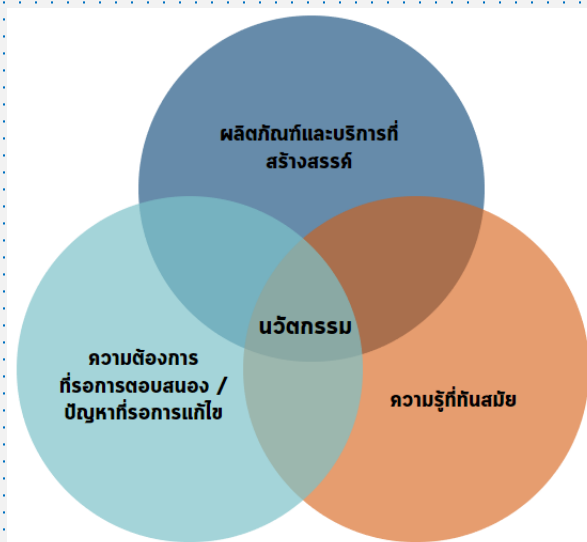 ผลิตภัณฑ์และบริการที่
สร้างสรรค์
นวัตกรรม
ความต้องการ
ที่รอการตอบสนอง /
ปัญหาที่รอการแก้ไข
ความรู้ที่ทันสมัย